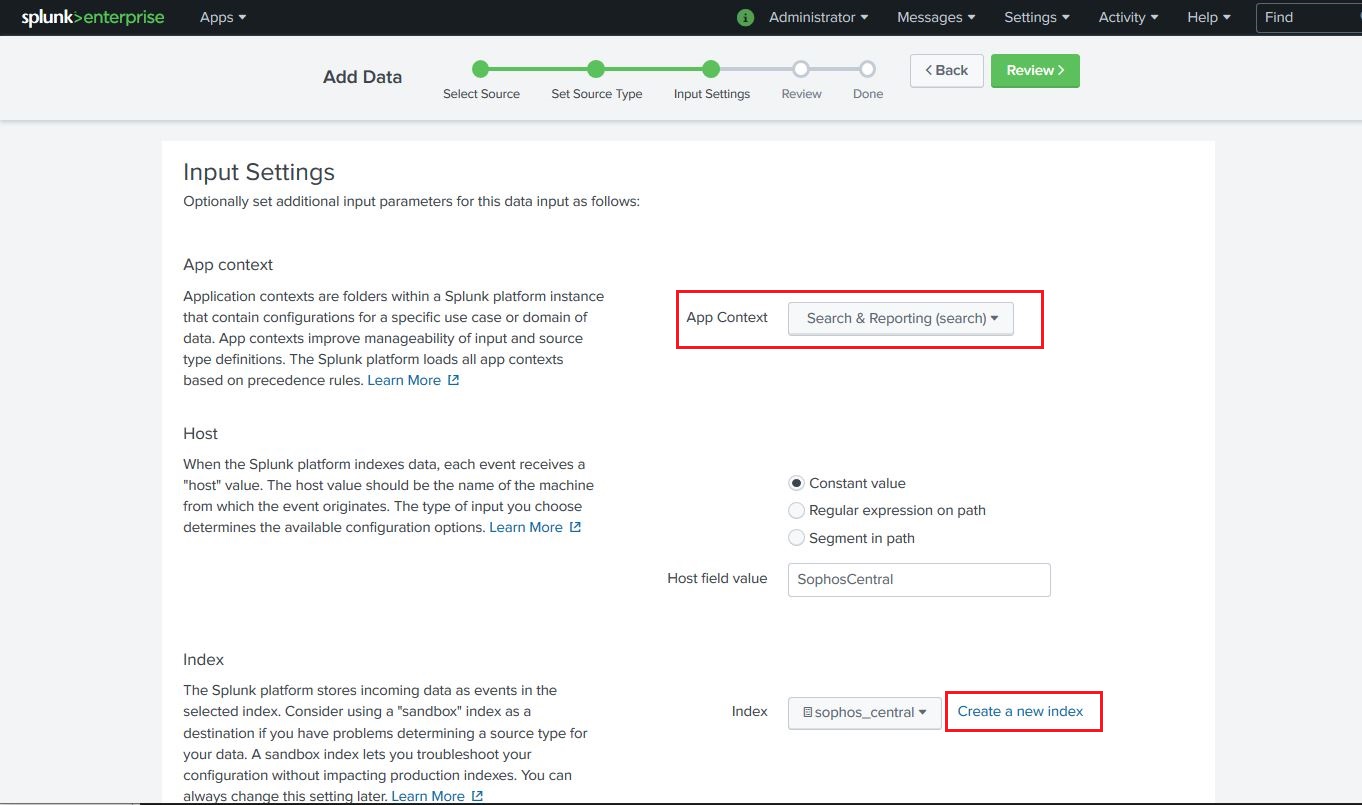 splunk>enterprise Apps Administrator Messages Settings Activity Help Find
Add Data
Select Source Set Source Type Input Settings Review Done
Back Review
Input Settings
Optionally set additional input parameters for this data input as follows:
App context
Application contexts are folders within a Splunk platform instance
that contain configurations for a specific use case or domain of
data. App contexts improve manageability of input and source
type definitions. The Splunk platform loads all app contexts
based on precedence rules. Learn More
App Context Search & Reporting (search)
Host
When the Splunk platform indexes data, each event receives a
"host" value. The host value should be the name of the machine
from which the event originates. The type of input you choose
determines the available configuration options. Learn More
Constant value
Regular expression on path
Segment in path
Host field value SophosCentral
Index
The Splunk platform stores incoming data as events in the
selected index. Consider using a "sandbox" index as a
destination if you have problems determining a source type for
your data. A sandbox index lets you troubleshoot your
configuration without impacting production indexes. You can
always change this setting later. Learn More
Index sophos_central Create a new index